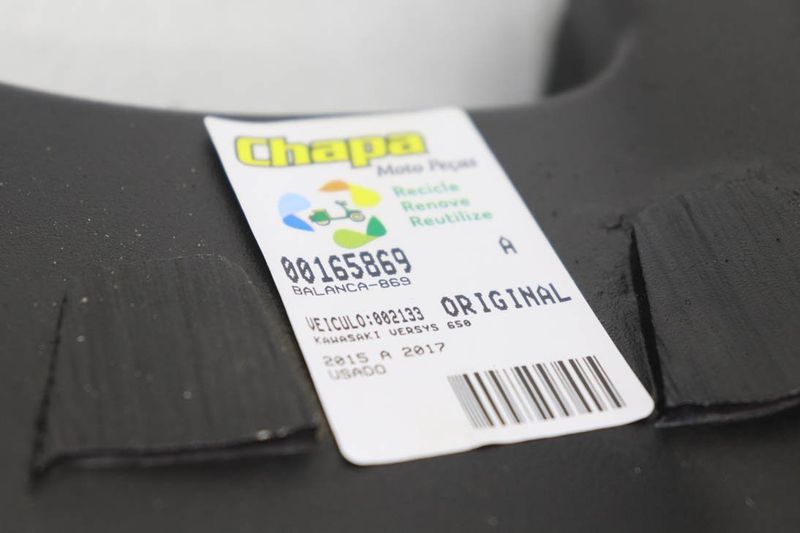 Chapa
Moto Peças
Recicle
Renove
Reutilize
00165869
A
BALANCA-869
VEICULO:002133 ORIGINAL
KAWASAKI VERSYS 650
2015 A 2017
USADO